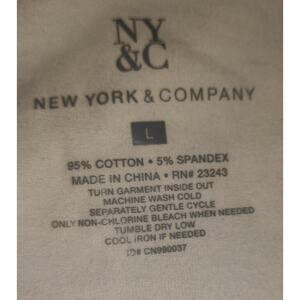 NY
&C
NEW YORK & COMPANY
L
95% COTTON • 5% SPANDEX
MADE IN CHINA • RN# 23243
TURN GARMENT INSIDE OUT
MACHINE WASH COLD
SEPARATELY GENTLE CYCLE
ONLY NON-CHLORINE BLEACH WHEN NEEDED
TUMBLE DRY LOW
COOL IRON IF NEEDED
ID# CN990037